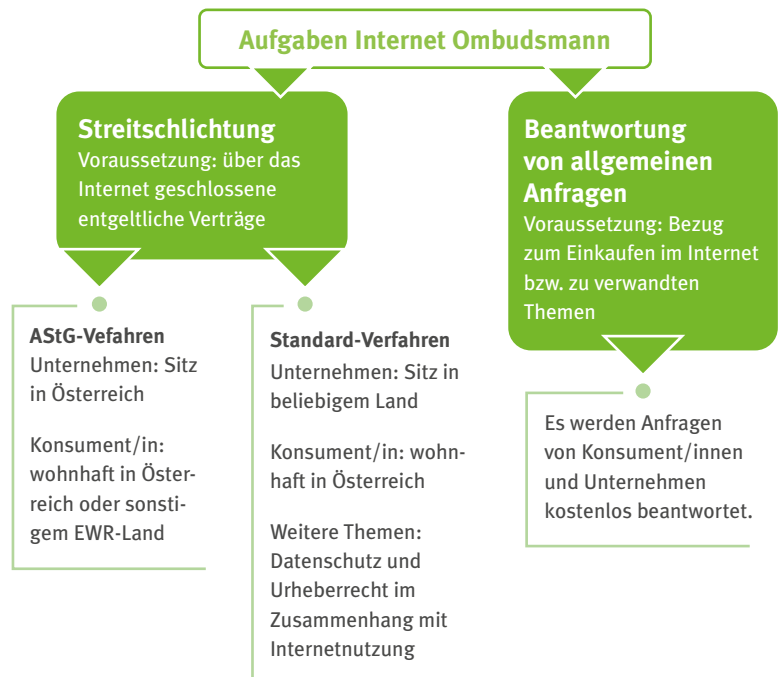 Aufgaben Internet Ombudsmann
Streitschlichtung
Voraussetzung: über das
Internet geschlossene
entgeltliche Verträge
Beantwortung
von allgemeinen
Anfragen
Voraussetzung: Bezug
zum Einkaufen im Internet
bzw. zu verwandten
Themen
AStG-Vefahren
Unternehmen: Sitz
in Österreich
Konsument/in:
wohnhaft in Öster-
reich oder sonsti-
gem EWR-Land
Standard-Verfahren
Unternehmen: Sitz in
beliebigem Land
Konsument/in: wohn-
haft in Österreich
Weitere Themen:
Datenschutz und
Urheberrecht im
Zusammenhang mit
Internetnutzung
Es werden Anfragen
von Konsument/innen
und Unternehmen
kostenlos beantwortet.